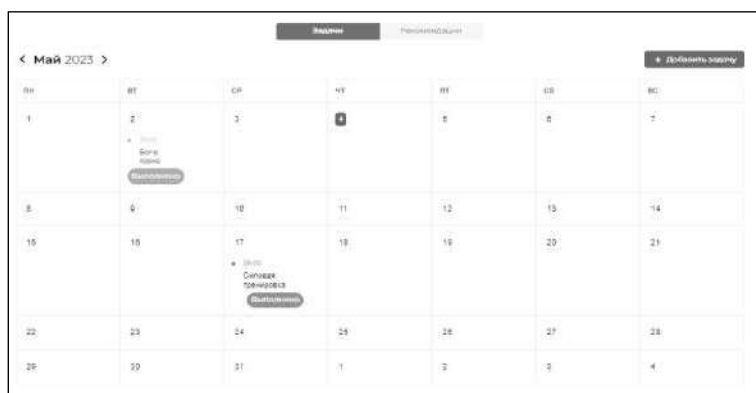 Задачи Рекомендации
< Май 2023 > + Добавить задачу
ПН ВТ СР ЧТ ПТ СБ ВС
1 2 3 4 5 6 7
Выполнено
8 9 10 11 12 13 14
15 16 17 18 19 20 21
Силовая
тренировка
Выполнено
22 23 24 25 26 27 28
29 30 31 1 2 3 4